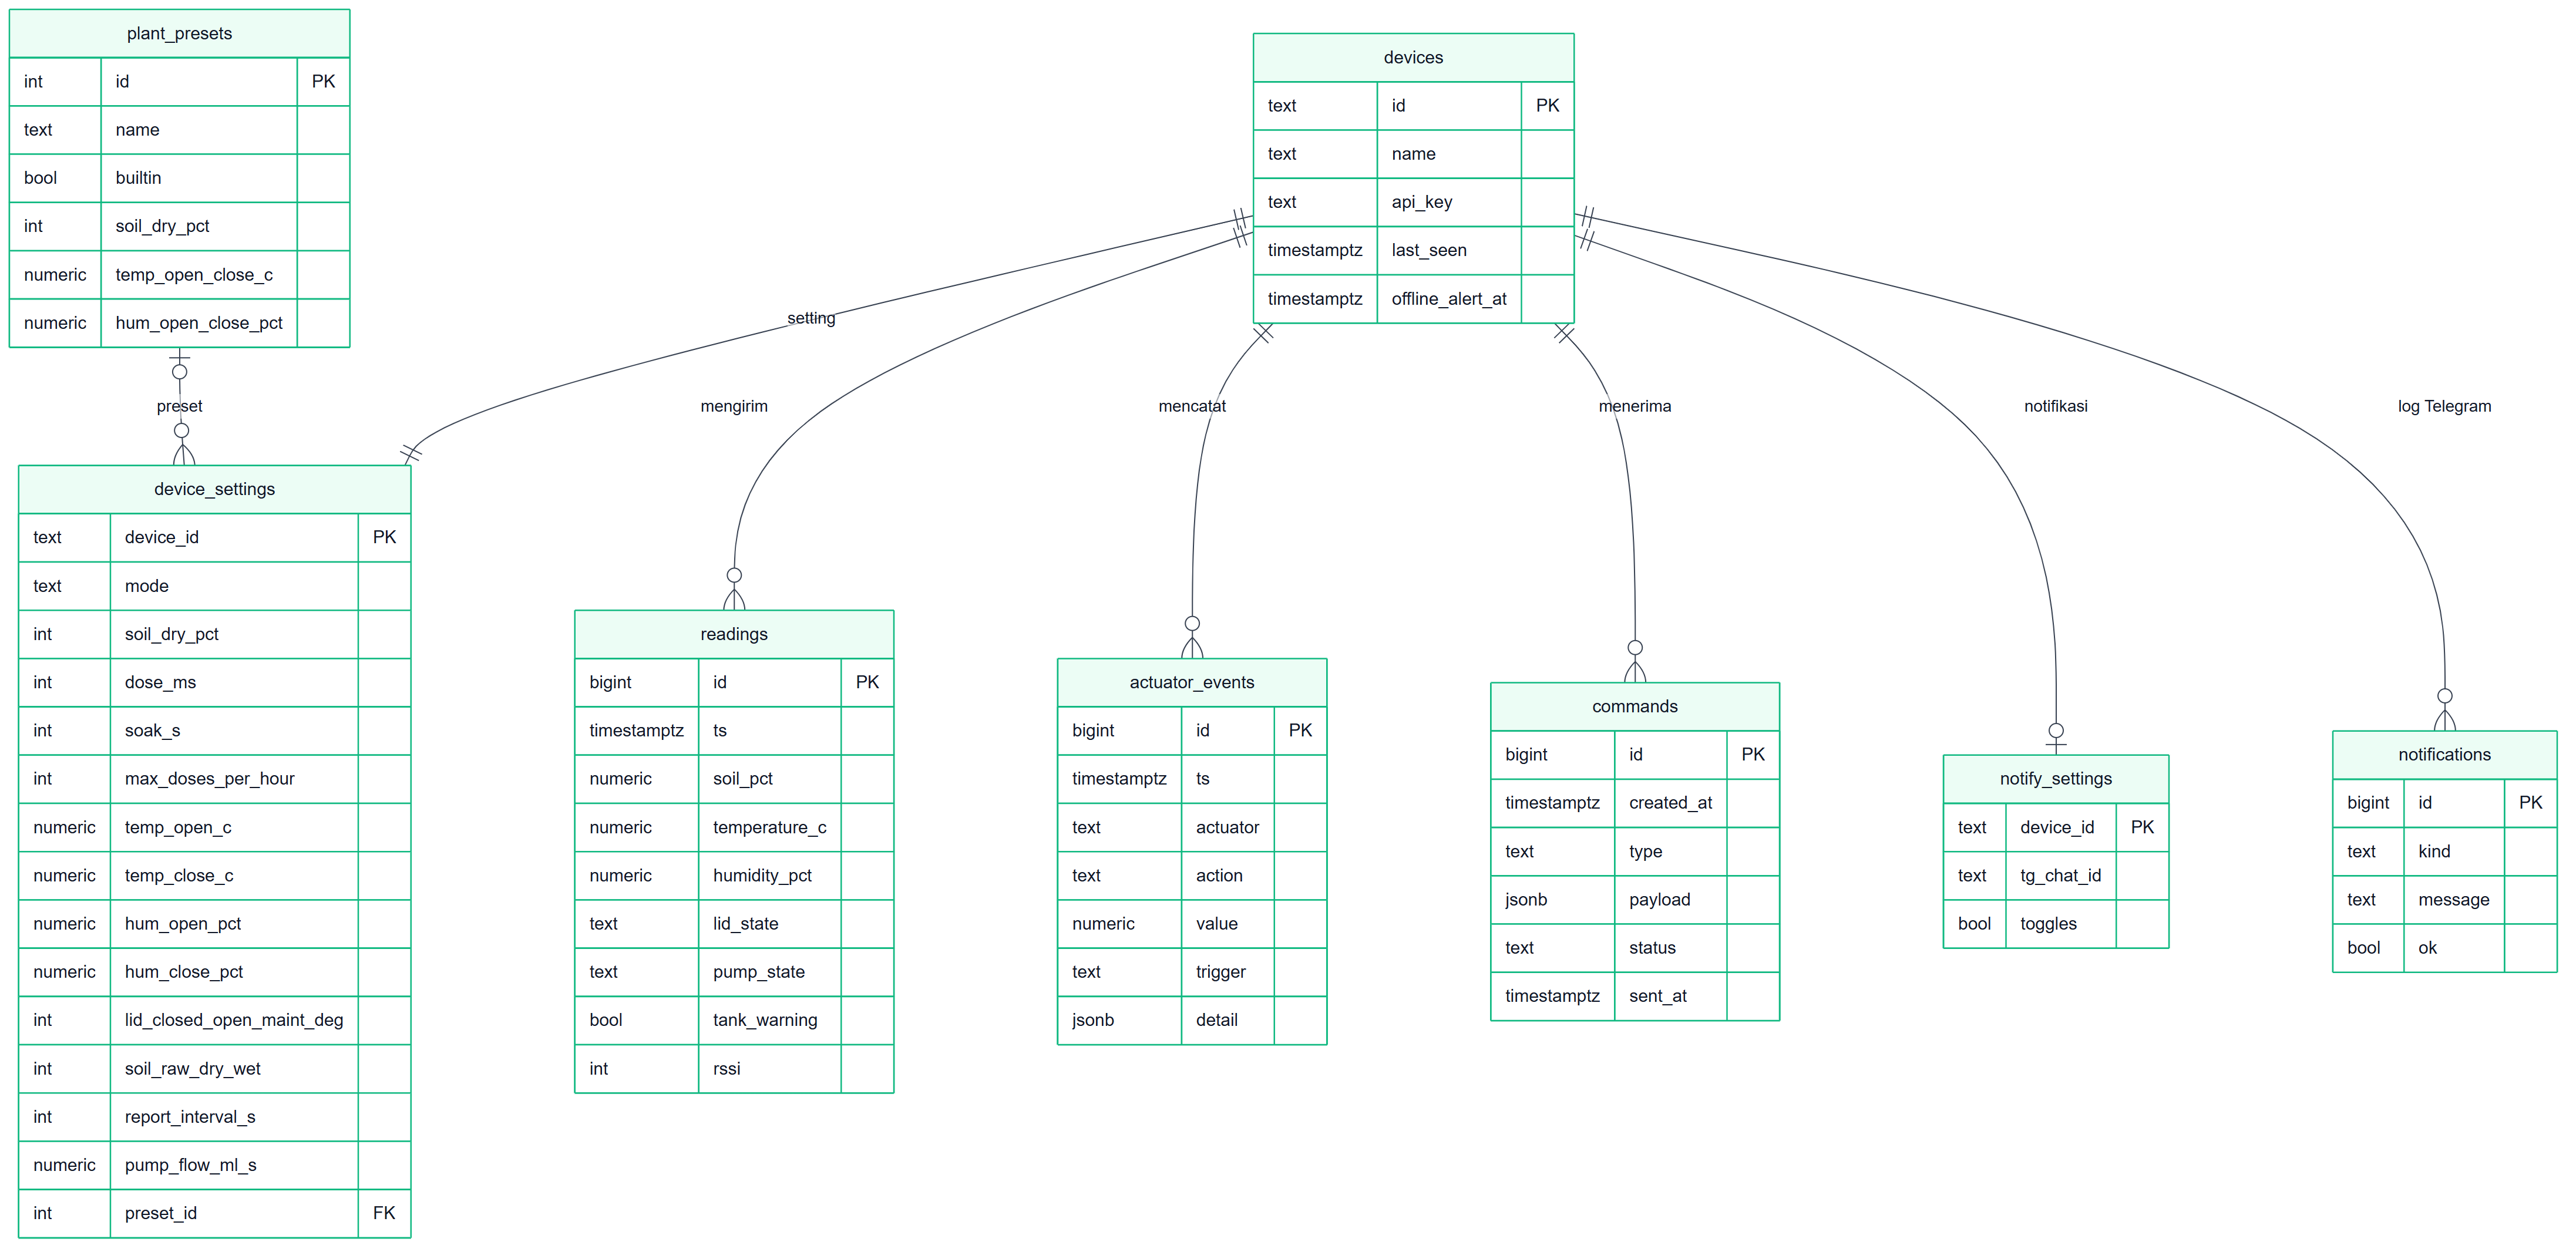 plant_presets
int id PK
text name
bool builtin
int soil_dry_pct
numeric temp_open_close_c
numeric hum_open_close_pct
devices
text id PK
text name
text api_key
timestamptz last_seen
timestamptz offline_alert_at
setting
preset
mengirim
mencatat
menerima
notifikasi
log Telegram
device_settings
text device_id PK
text mode
int soil_dry_pct
int dose_ms
int soak_s
int max_doses_per_hour
numeric temp_open_c
numeric temp_close_c
numeric hum_open_pct
numeric hum_close_pct
int lid_closed_open_maint_deg
int soil_raw_dry_wet
int report_interval_s
numeric pump_flow_ml_s
int preset_id FK
readings
bigint id PK
timestamptz ts
numeric soil_pct
numeric temperature_c
numeric humidity_pct
text lid_state
text pump_state
bool tank_warning
int rssi
actuator_events
bigint id PK
timestamptz ts
text actuator
text action
numeric value
text trigger
jsonb detail
commands
bigint id PK
timestamptz created_at
text type
jsonb payload
text status
timestamptz sent_at
notify_settings
text device_id PK
text tg_chat_id
bool toggles
notifications
bigint id PK
text kind
text message
bool ok